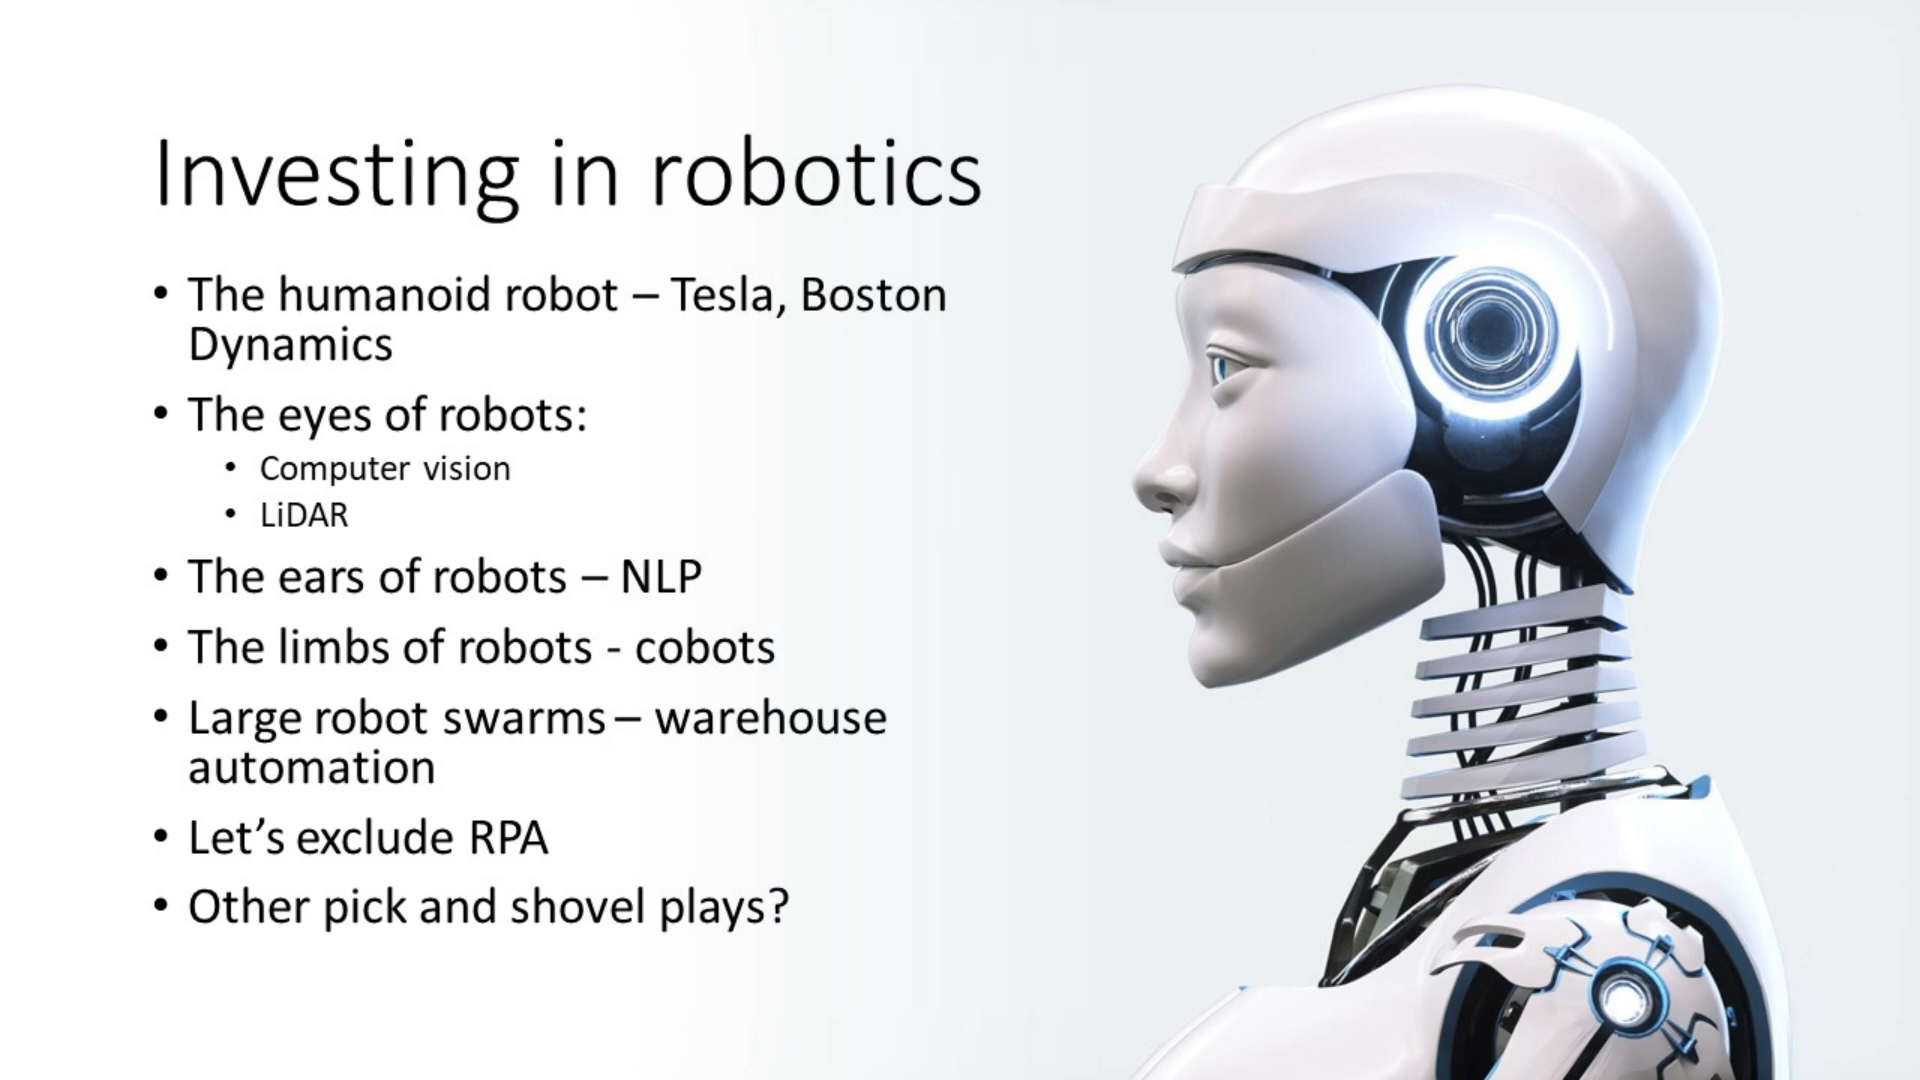 Investing in robotics
• The humanoid robot – Tesla, Boston
Dynamics
• The eyes of robots:
• Computer vision
• LiDAR
• The ears of robots – NLP
• The limbs of robots - cobots
• Large robot swarms – warehouse
automation
• Let’s exclude RPA
• Other pick and shovel plays?